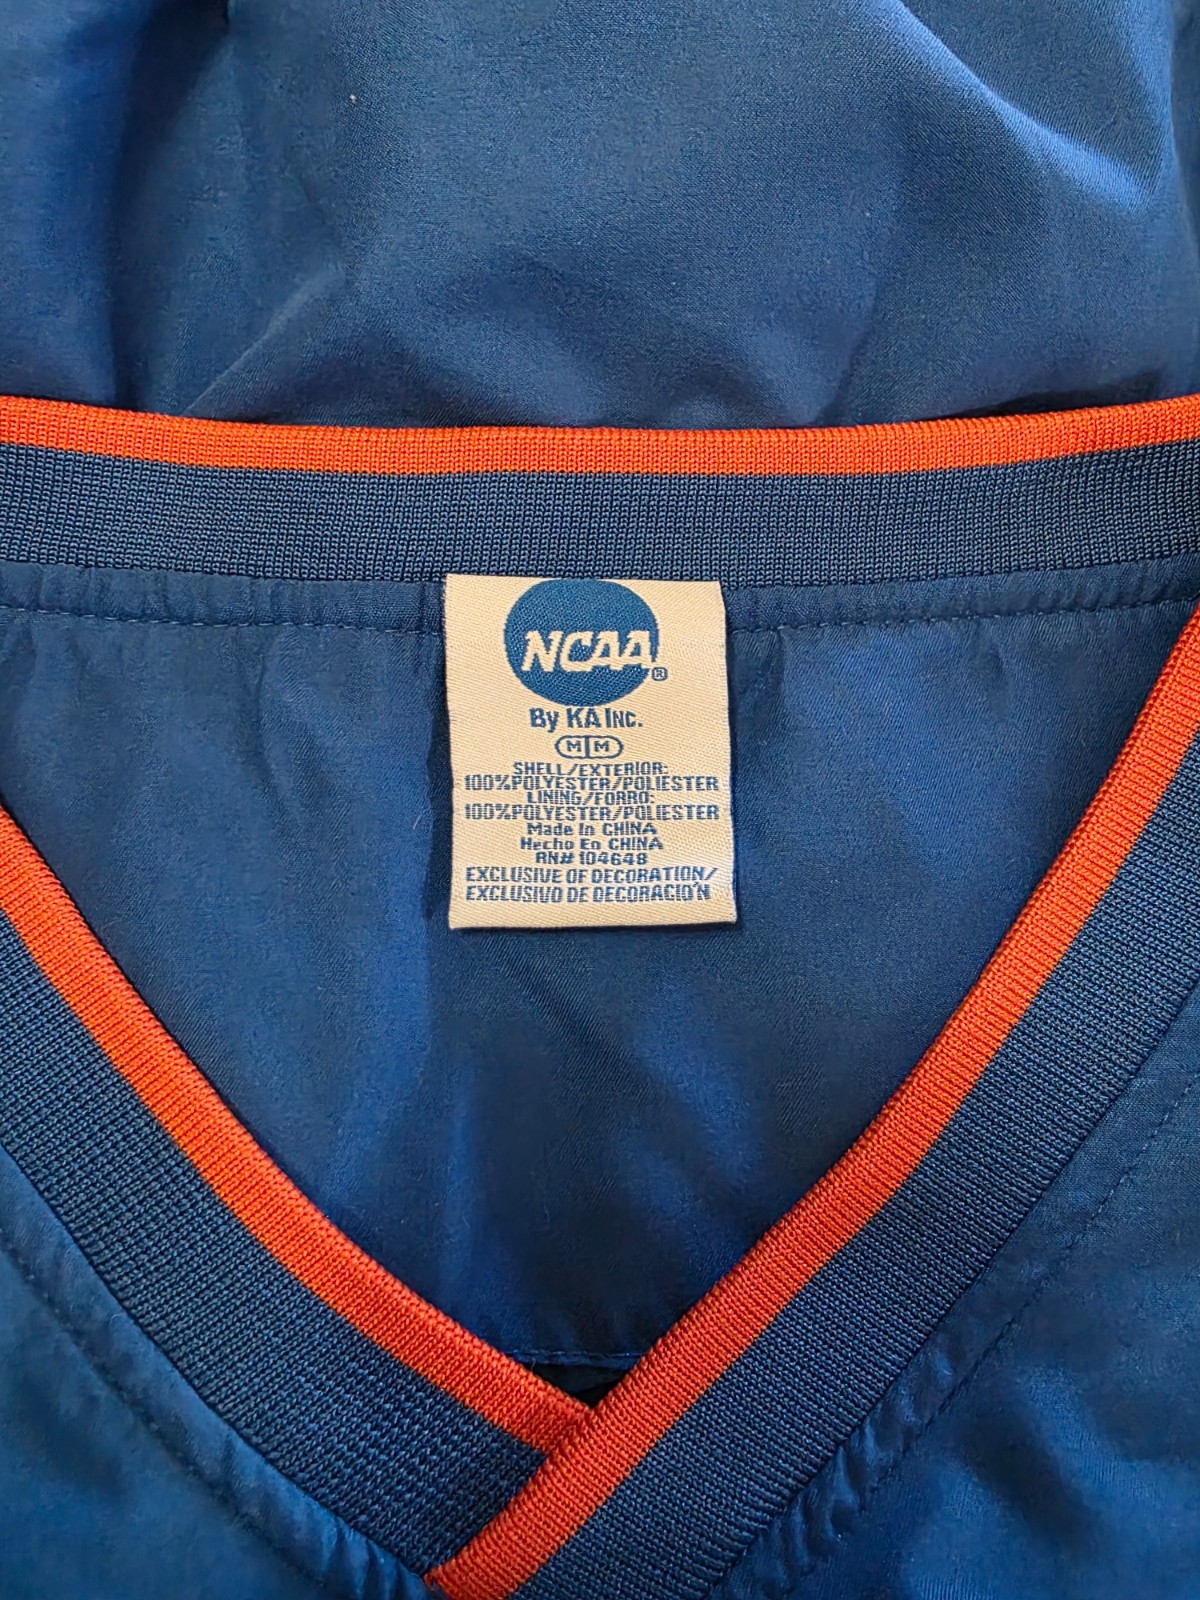 NCAA®
By KA INC.
M M
SHELL/EXTERIOR:
100%POLYESTER/POLIESTER
LINING/FORRO:
100%POLYESTER/POLIESTER
Made In CHINA
Hecho En CHINA
RN# 104648
EXCLUSIVE OF DECORATION/
EXCLUSIVO DE DECORACIÓN